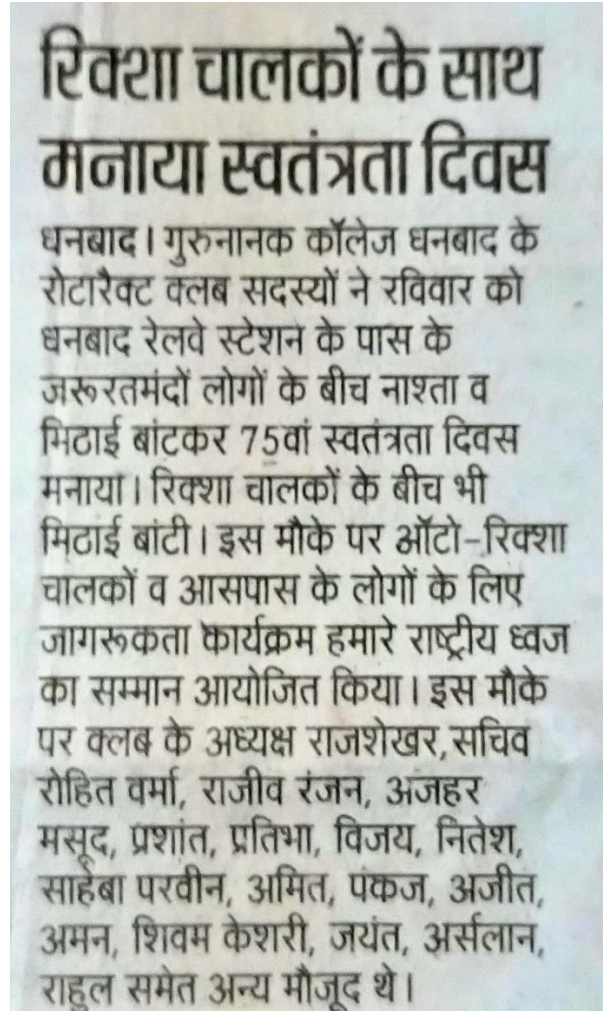 रिक्शा चालकों के साथ
मनाया स्वतंत्रता दिवस
धनबाद। गुरुनानक कॉलेज धनबाद के
रोटारैक्ट क्लब सदस्यों ने रविवार को
धनबाद रेलवे स्टेशन के पास के
जरूरतमंदों लोगों के बीच नाश्ता व
मिठाई बांटकर 75वां स्वतंत्रता दिवस
मनाया। रिक्शा चालकों के बीच भी
मिठाई बांटी। इस मौके पर ऑटो-रिक्शा
चालकों व आसपास के लोगों के लिए
जागरूकता कार्यक्रम हमारे राष्ट्रीय ध्वज
का सम्मान आयोजित किया। इस मौके
पर क्लब के अध्यक्ष राजशेखर,सचिव
रोहित वर्मा, राजीव रंजन, अजहर
मसूद, प्रशांत, प्रतिभा, विजय, नितेश,
साहेबा परवीन, अमित, पंकज, अजीत,
अमन, शिवम केशरी, जयंत, अर्सलान,
राहुल समेत अन्य मौजूद थे।